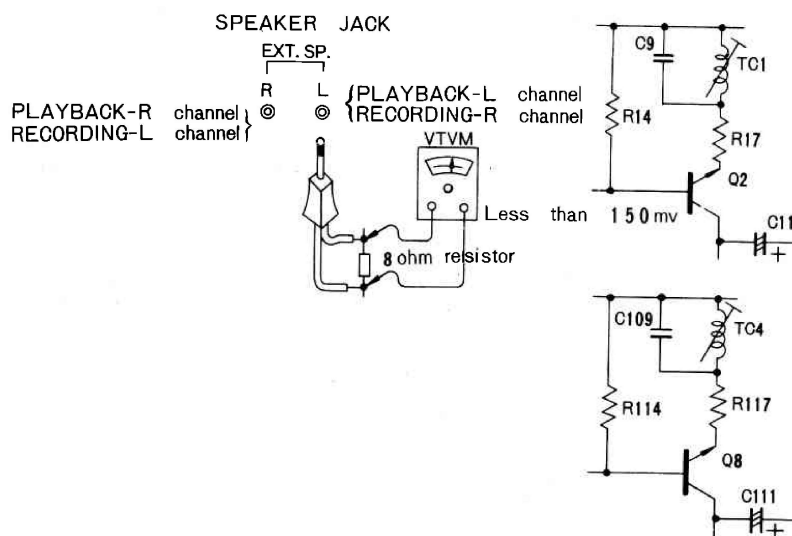 SPEAKER JACK
EXT. SP.
R L
PLAYBACK-R channel
RECORDING-L channel
PLAYBACK-L channel
RECORDING-R channel
VTVM
Less than 150mv
8 ohm reisistor
C9
TC1
R14
R17
Q2
C11
+
C109
TC4
R114
R117
Q8
C111
+